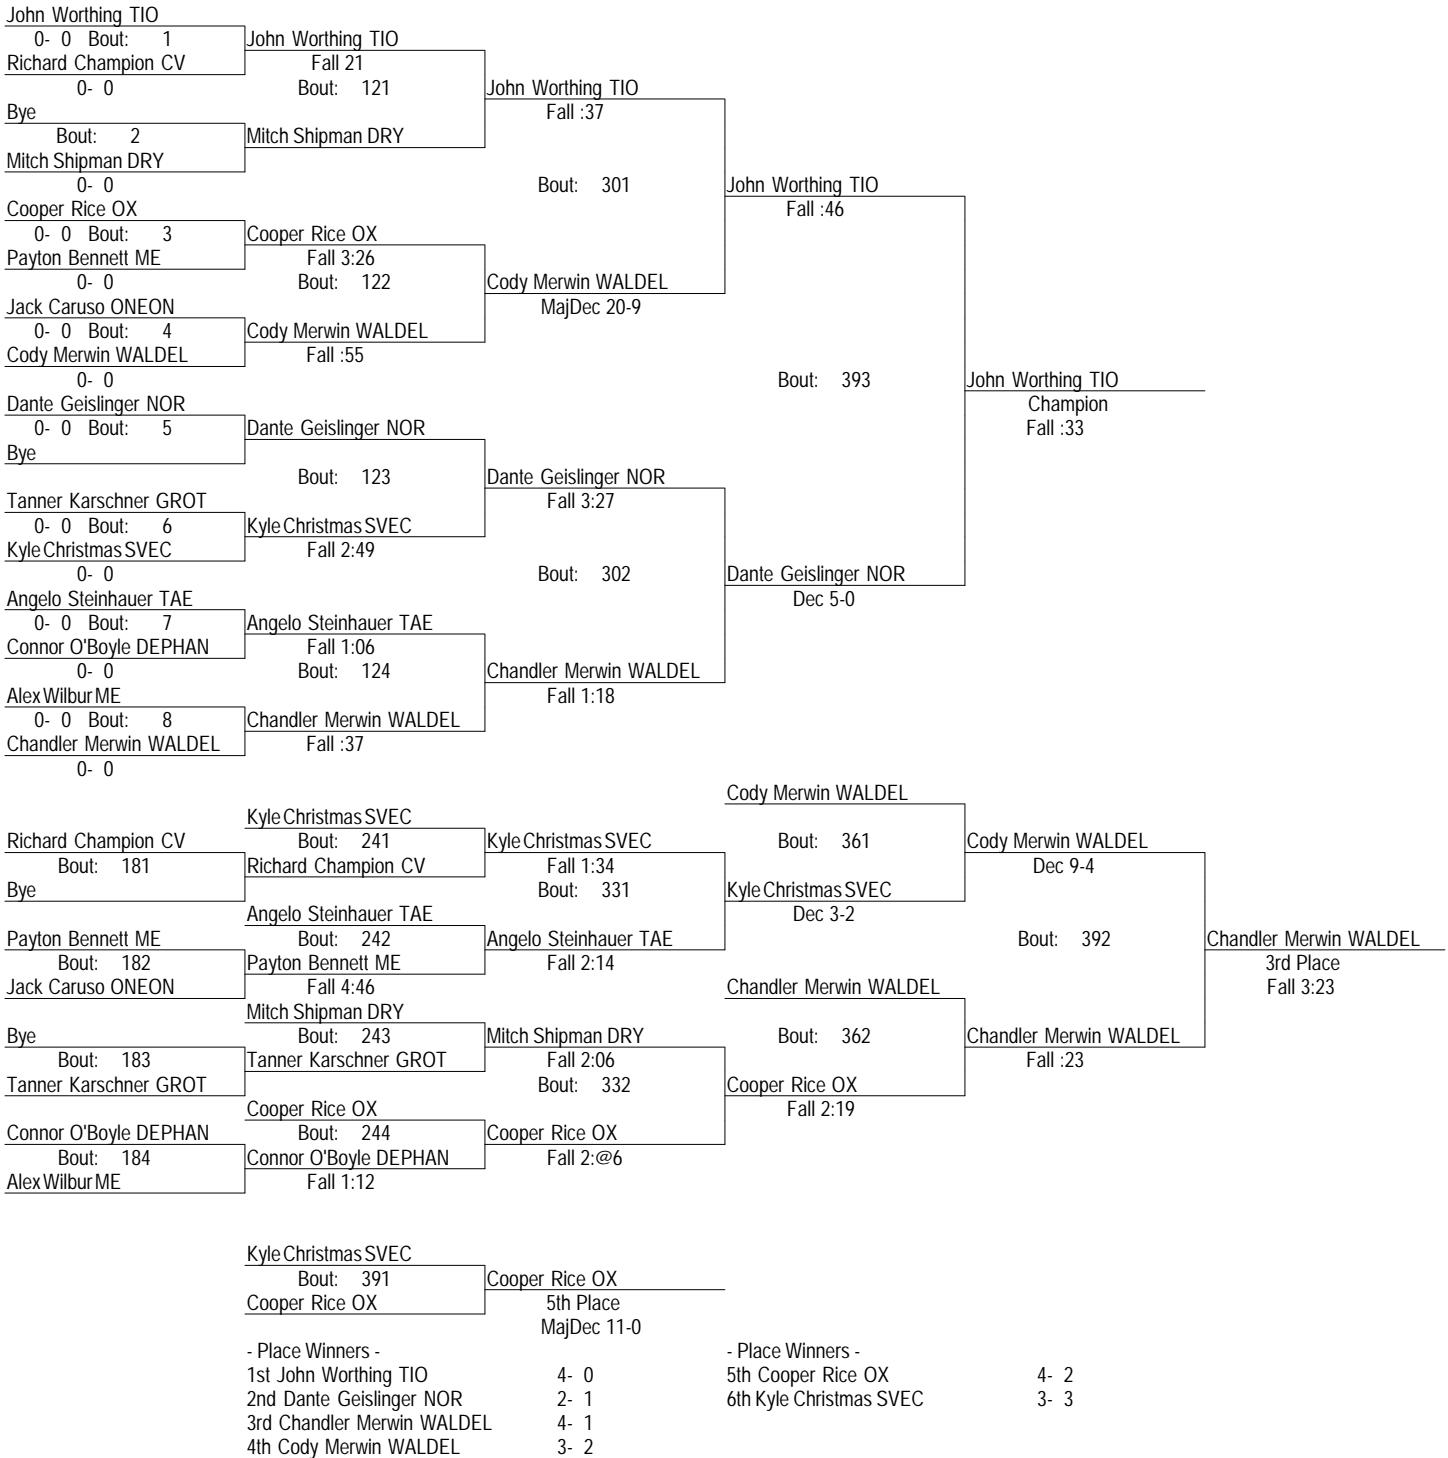 John Worthing TIO
0- 0 Bout: 1
John Worthing TIO
Richard Champion CV
Fall 21
0- 0
Bout: 121
John Worthing TIO
Bye
Fall :37
Bout: 2
Mitch Shipman DRY
Mitch Shipman DRY
0- 0
Bout: 301
John Worthing TIO
Cooper Rice OX
Fall :46
0- 0 Bout: 3
Cooper Rice OX
Payton Bennett ME
Fall 3:26
0- 0
Bout: 122
Cody Merwin WALDEL
Jack Caruso ONEON
MajDec 20-9
0- 0 Bout: 4
Cody Merwin WALDEL
Cody Merwin WALDEL
Fall :55
0- 0
Bout: 393
John Worthing TIO
Dante Geislinger NOR
Champion
0- 0 Bout: 5
Dante Geislinger NOR
Fall :33
Bye
Bout: 123
Dante Geislinger NOR
Tanner Karschner GROT
Fall 3:27
0- 0 Bout: 6
Kyle Christmas SVEC
Kyle Christmas SVEC
Fall 2:49
0- 0
Bout: 302
Dante Geislinger NOR
Angelo Steinhauer TAE
Dec 5-0
0- 0 Bout: 7
Angelo Steinhauer TAE
Connor O'Boyle DEPHAN
Fall 1:06
0- 0
Bout: 124
Chandler Merwin WALDEL
Alex Wilbur ME
Fall 1:18
0- 0 Bout: 8
Chandler Merwin WALDEL
Chandler Merwin WALDEL
Fall :37
0- 0
Cody Merwin WALDEL
Kyle Christmas SVEC
Richard Champion CV
Bout: 241
Kyle Christmas SVEC
Bout: 361
Cody Merwin WALDEL
Bout: 181
Richard Champion CV
Fall 1:34
Dec 9-4
Bye
Bout: 331
Kyle Christmas SVEC
Angelo Steinhauer TAE
Dec 3-2
Payton Bennett ME
Bout: 242
Angelo Steinhauer TAE
Bout: 392
Chandler Merwin WALDEL
Bout: 182
Payton Bennett ME
Fall 2:14
3rd Place
Jack Caruso ONEON
Fall 4:46
Chandler Merwin WALDEL
Fall 3:23
Mitch Shipman DRY
Bye
Bout: 243
Mitch Shipman DRY
Bout: 362
Chandler Merwin WALDEL
Bout: 183
Tanner Karschner GROT
Fall 2:06
Fall :23
Tanner Karschner GROT
Bout: 332
Cooper Rice OX
Cooper Rice OX
Fall 2:19
Connor O'Boyle DEPHAN
Bout: 244
Cooper Rice OX
Bout: 184
Connor O'Boyle DEPHAN
Fall 2:@6
Alex Wilbur ME
Fall 1:12
Kyle Christmas SVEC
Bout: 391
Cooper Rice OX
Cooper Rice OX
5th Place
MajDec 11-0
- Place Winners -
1st John Worthing TIO 4- 0
2nd Dante Geislinger NOR 2- 1
3rd Chandler Merwin WALDEL 4- 1
4th Cody Merwin WALDEL 3- 2
- Place Winners -
5th Cooper Rice OX 4- 2
6th Kyle Christmas SVEC 3- 3